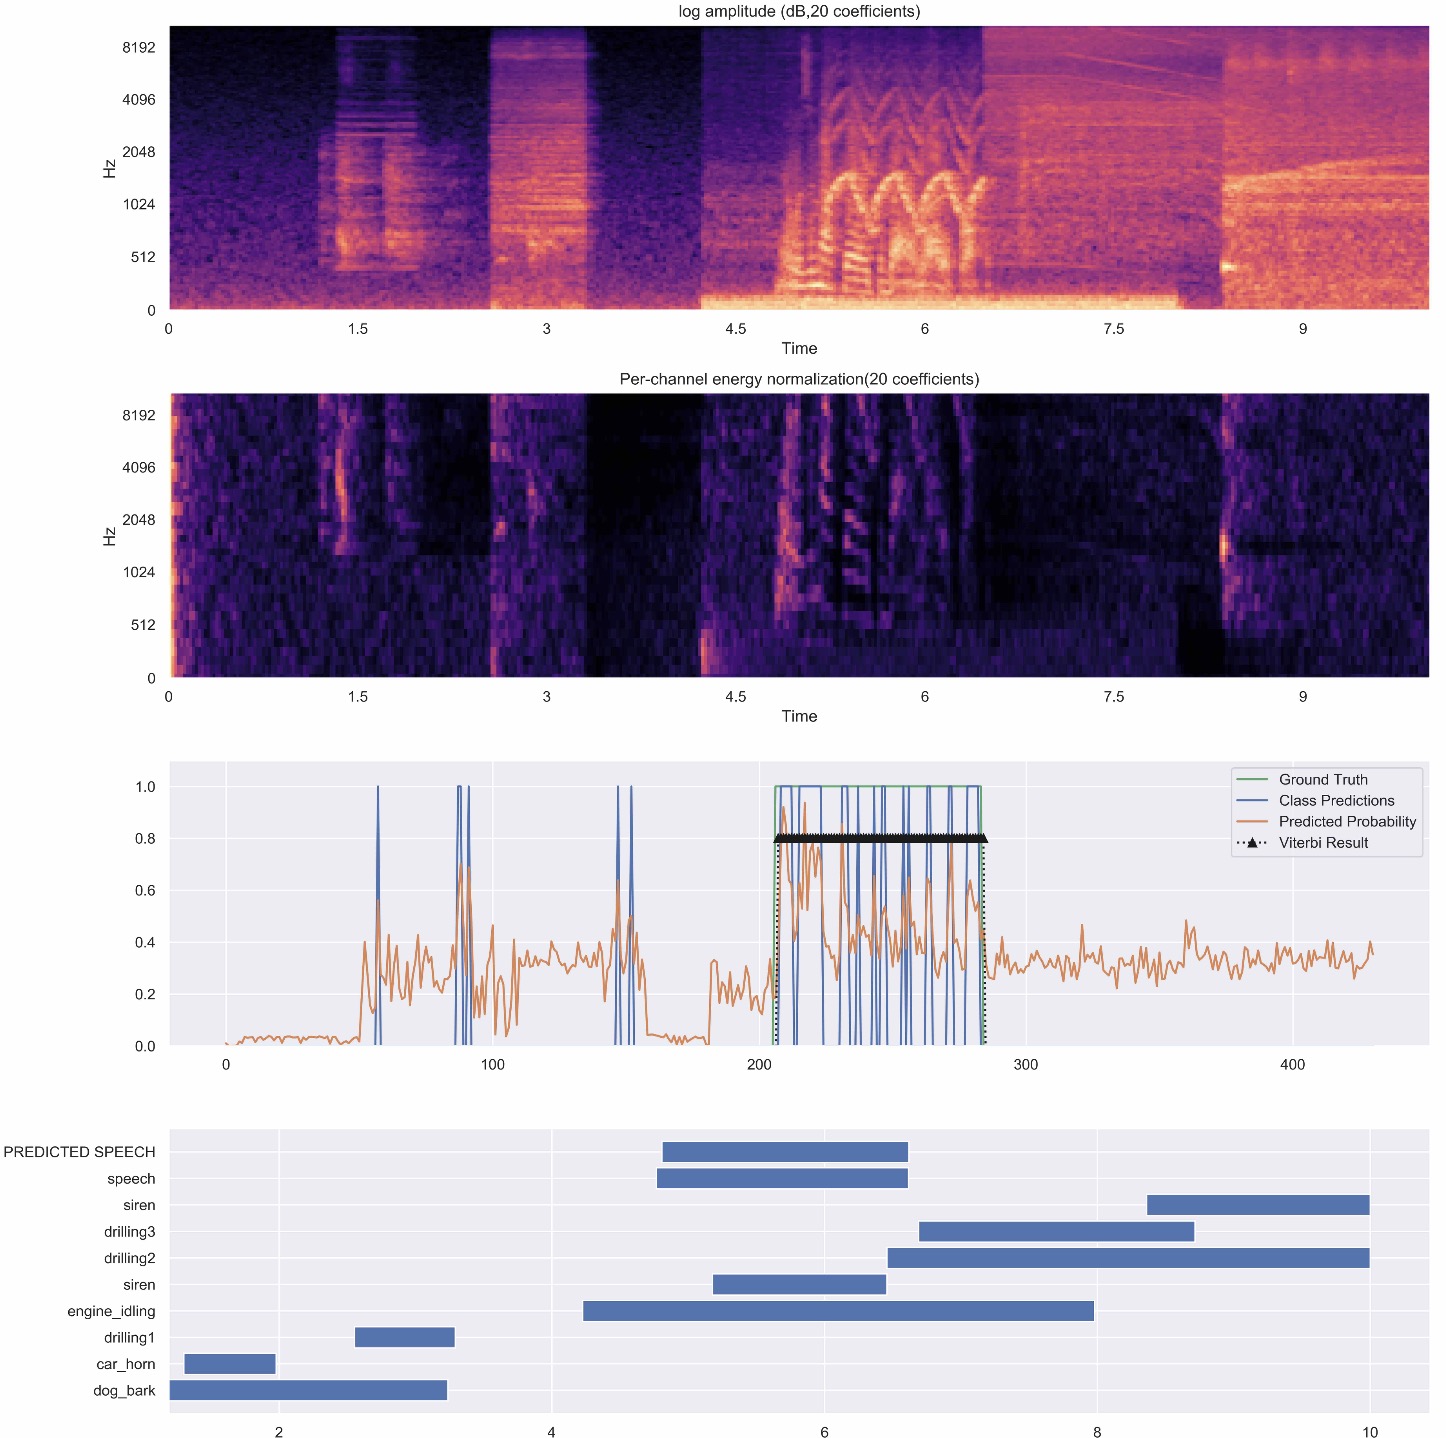 log amplitude (dB,20 coefficients)
8192
4096
2048
1024
512
0
Hz
0 1.5 3 4.5 6 7.5 9
Time
Per-channel energy normalization(20 coefficients)
8192
4096
2048
1024
512
0
Hz
0 1.5 3 4.5 6 7.5 9
Time
1.0
0.8
0.6
0.4
0.2
0.0
Ground Truth
Class Predictions
Predicted Probability
Viterbi Result
0 100 200 300 400
PREDICTED SPEECH
speech
siren
drilling3
drilling2
siren
engine_idling
drilling1
car_horn
dog_bark
2 4 6 8 10